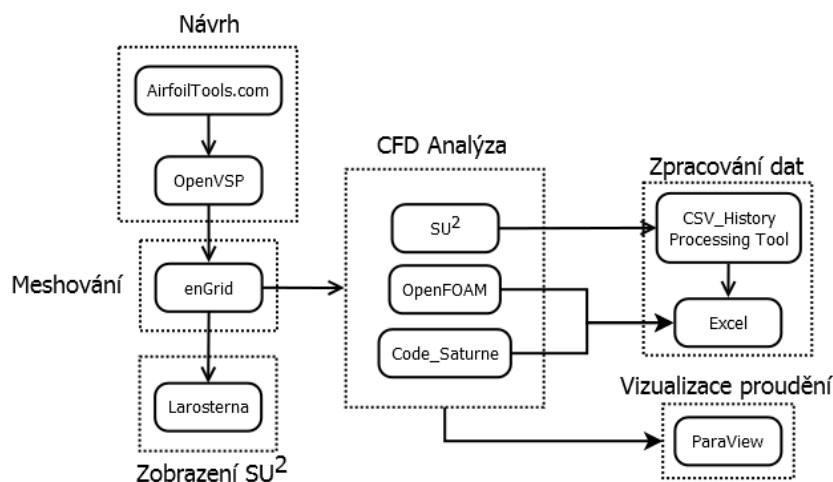 Návrh
AirfoilTools.com
OpenVSP
Meshování
enGrid
Larosterna
Zobrazení SU²
CFD Analýza
SU²
OpenFOAM
Code_Saturne
Zpracování dat
CSV_History
Processing Tool
Excel
Vizualizace proudění
ParaView